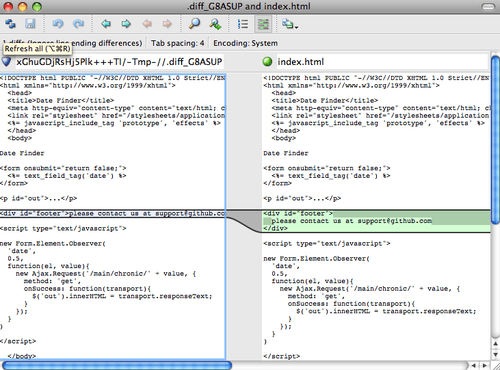 .diff_G8ASUP and index.html
Refresh all (⌥⌘R)
1 diffs (Ignore line ending differences) Tab spacing: 4 Encoding: System
xGhuGDJRsHj5Plk+++TI/-Tmp-//.diff_G8ASUP
<!DOCTYPE html PUBLIC "-//W3C//DTD XHTML 1.0 Strict//EN
<html xmlns="http://www.w3.org/1999/xhtml">
<head>
<title>Date Finder</title>
<meta http-equiv="content-type" content="text/html; c
<link rel="stylesheet" href="/stylesheets/application
<%= javascript_include_tag 'prototype', 'effects' %>
</head>
<body>
Date Finder
<form onsubmit="return false;">
<%= text_field_tag('date') %>
</form>
<p id="out">...</p>
<div id="footer">please contact us at support@github.co
<script type="text/javascript">
new Form.Element.Observer(
'date',
0.5,
function(el, value){
new Ajax.Request('/main/chronic/' + value, {
method: 'get',
onSuccess: function(transport){
$('out').innerHTML = transport.responseText;
}
});
}
)
</script>
</body>
index.html
<!DOCTYPE html PUBLIC "-//W3C//DTD XHTML 1.0 Strict//EN
<html xmlns="http://www.w3.org/1999/xhtml">
<head>
<title>Date Finder</title>
<meta http-equiv="content-type" content="text/html; ch
<link rel="stylesheet" href="/stylesheets/application.
<%= javascript_include_tag 'prototype', 'effects' %>
</head>
<body>
Date Finder
<form onsubmit="return false;">
<%= text_field_tag('date') %>
</form>
<p id="out">...</p>
<div id="footer">
please contact us at support@github.com
</div>
<script type="text/javascript">
new Form.Element.Observer(
'date',
0.5,
function(el, value){
new Ajax.Request('/main/chronic/' + value, {
method: 'get',
onSuccess: function(transport){
$('out').innerHTML = transport.responseText;
}
});
}
)
</script>